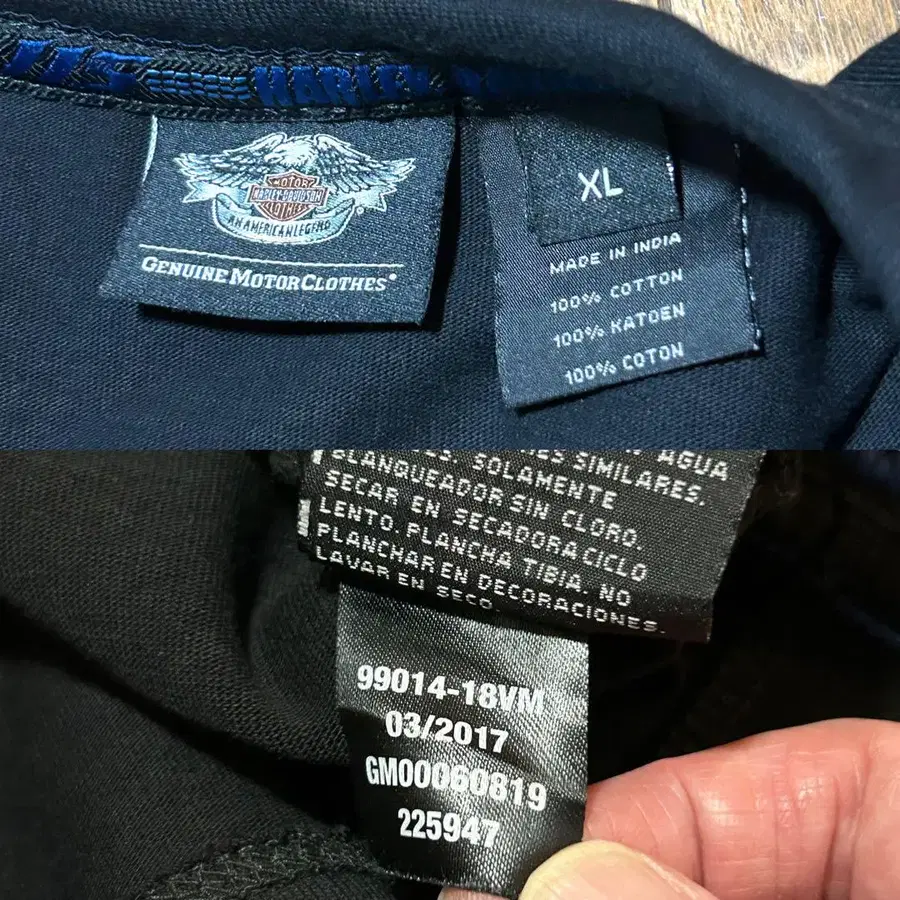 HARLEY
MOTOR
HARLEY-DAVIDSON
CLOTHES
AN AMERICAN LEGEND
GENUINE MOTORCLOTHES®
XL
MADE IN INDIA
100% COTTON
100% KATOEN
100% COTON
AGUA
SIMILARES.
SOLAMENTE
BLANQUEADOR SIN CLORO.
SECAR EN SECADORA CICLO
LENTO. PLANCHA TIBIA. NO
PLANCHAR EN DECORACIONES.
LAVAR EN SECO.
99014-18VM
03/2017
GM00060819
225947